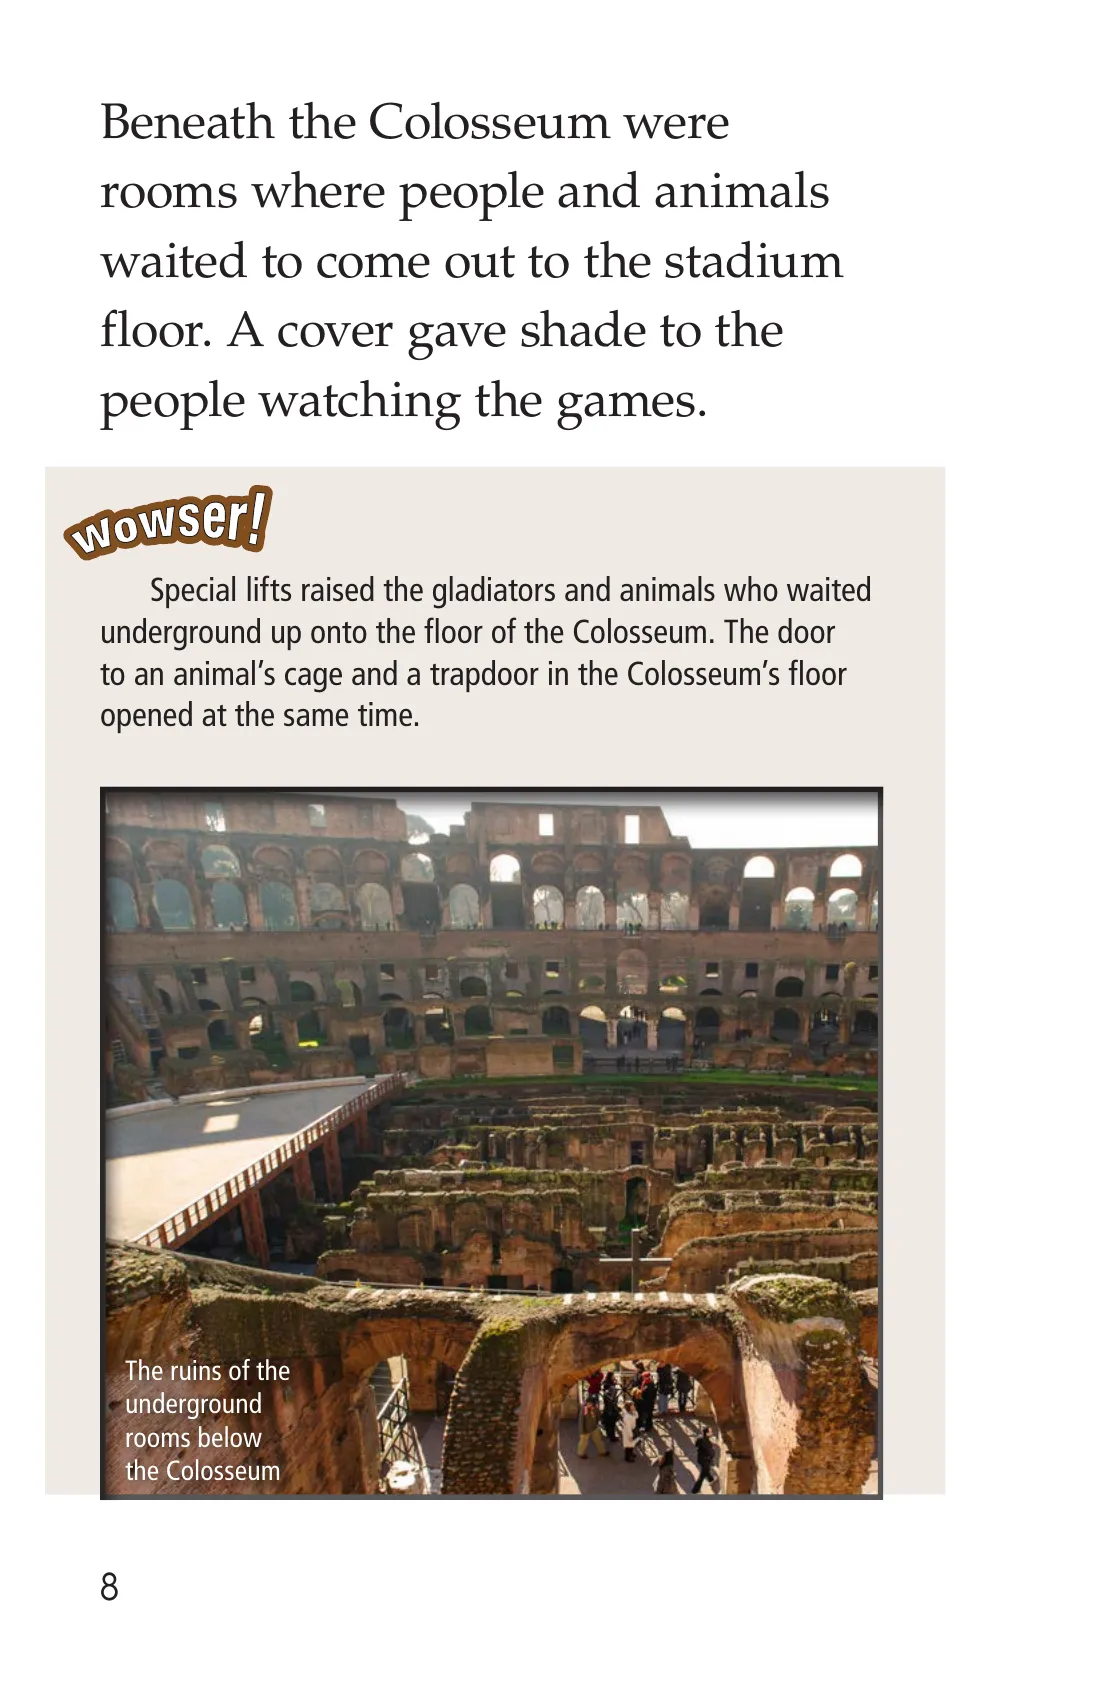 Beneath the Colosseum were
rooms where people and animals
waited to come out to the stadium
floor. A cover gave shade to the
people watching the games.
wowser!
Special lifts raised the gladiators and animals who waited
underground up onto the floor of the Colosseum. The door
to an animal’s cage and a trapdoor in the Colosseum’s floor
opened at the same time.
The ruins of the
underground
rooms below
the Colosseum
8